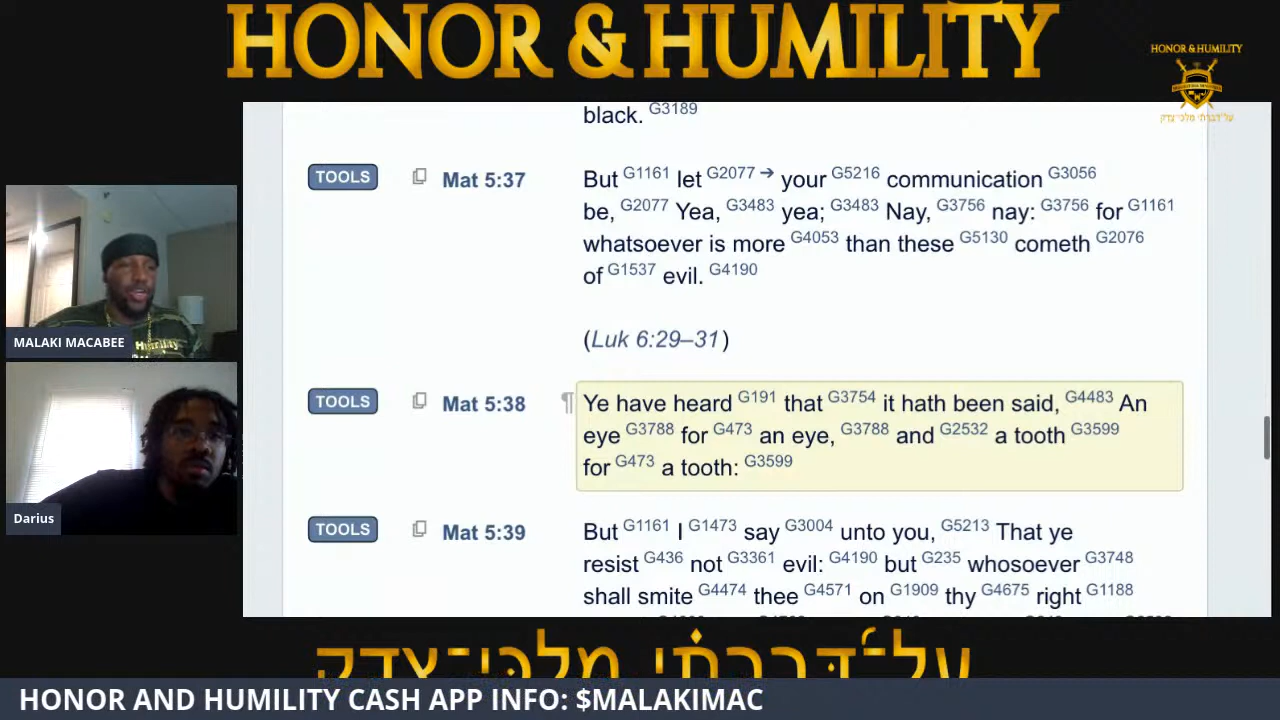 HONOR & HUMILITY
HONOR & HUMILITY
על־דברתי מלכי־צדק
black. G3189
TOOLS Mat 5:37 But G1161 let G2077 ➔ your G5216 communication G3056
be, G2077 Yea, G3483 yea; G3483 Nay, G3756 nay: G3756 for G1161
whatsoever is more G4053 than these G5130 cometh G2076
of G1537 evil. G4190
(Luk 6:29–31)
TOOLS Mat 5:38 ¶ Ye have heard G191 that G3754 it hath been said, G4483 An
eye G3788 for G473 an eye, G3788 and G2532 a tooth G3599
for G473 a tooth: G3599
TOOLS Mat 5:39 But G1161 I G1473 say G3004 unto you, G5213 That ye
resist G436 not G3361 evil: G4190 but G235 whosoever G3748
shall smite G4474 thee G4571 on G1909 thy G4675 right G1188
MALAKI MACABEE
Darius
על־דִּבְרָתִ֗י מַלְכִּי־צֶדֶק
HONOR AND HUMILITY CASH APP INFO: $MALAKIMAC